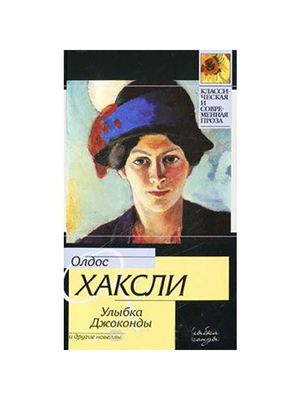 КЛАССИ-
ЧЕСКАЯ И
СОВРЕ-
МЕННАЯ
ПРОЗА
Олдос
ХАКСЛИ
Улыбка
Джоконды
и другие новеллы